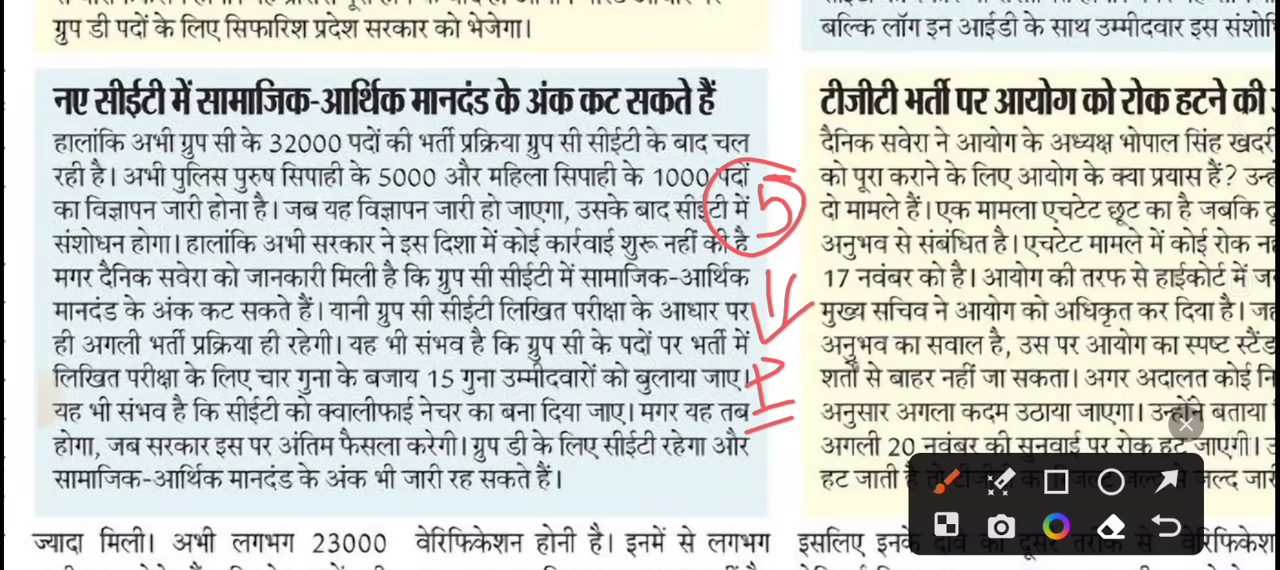 ग्रुप डी पदों के लिए सिफारिश प्रदेश सरकार को भेजेगा।
नए सीईटी में सामाजिक-आर्थिक मानदंड के अंक कट सकते हैं
हालांकि अभी ग्रुप सी के 32000 पदों की भर्ती प्रक्रिया ग्रुप सी सीईटी के बाद चल
रही है। अभी पुलिस पुरुष सिपाही के 5000 और महिला सिपाही के 1000 पदों
का विज्ञापन जारी होना है। जब यह विज्ञापन जारी हो जाएगा, उसके बाद सीईटी में
संशोधन होगा। हालांकि अभी सरकार ने इस दिशा में कोई कार्रवाई शुरू नहीं की है
मगर दैनिक सवेरा को जानकारी मिली है कि ग्रुप सी सीईटी में सामाजिक-आर्थिक
मानदंड के अंक कट सकते हैं। यानी ग्रुप सी सीईटी लिखित परीक्षा के आधार पर
ही अगली भर्ती प्रक्रिया ही रहेगी। यह भी संभव है कि ग्रुप सी के पदों पर भर्ती में
लिखित परीक्षा के लिए चार गुना के बजाय 15 गुना उम्मीदवारों को बुलाया जाए।
यह भी संभव है कि सीईटी को क्वालीफाई नेचर का बना दिया जाए। मगर यह तब
होगा, जब सरकार इस पर अंतिम फैसला करेगी। ग्रुप डी के लिए सीईटी रहेगा और
सामाजिक-आर्थिक मानदंड के अंक भी जारी रह सकते हैं।
5
ज्यादा मिली। अभी लगभग 23000
वेरिफिकेशन होनी है। इनमें से लगभग
बल्कि लॉग इन आईडी के साथ उम्मीदवार इस
टीजीटी भर्ती पर आयोग को रोक हटने की
दैनिक सवेरा ने आयोग के अध्यक्ष भोपाल सिंह
को पूरा कराने के लिए आयोग के क्या प्रयास हैं?
दो मामले हैं। एक मामला एचटेट छूट का है जबकि
अनुभव से संबंधित है। एचटेट मामले में कोई रोक
17 नवंबर को है। आयोग की तरफ से हाईकोर्ट में
मुख्य सचिव ने आयोग को अधिकृत कर दिया है।
अनुभव का सवाल है, उस पर आयोग का स्पष्ट
शर्तों से बाहर नहीं जा सकता। अगर अदालत कोई
अनुसार अगला कदम उठाया जाएगा। उन्होंने बताया
अगली 20 नवंबर की सुनवाई पर रोक हट जाएगी।
हट जाती है
इसलिए इनके